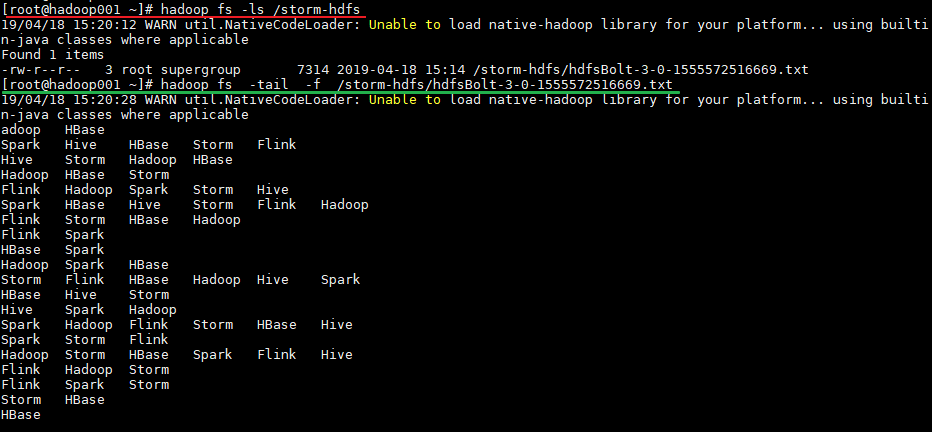 [root@hadoop001 ~]# hadoop fs -ls /storm-hdfs
19/04/18 15:20:12 WARN util.NativeCodeLoader: Unable to load native-hadoop library for your platform... using builti
n-java classes where applicable
Found 1 items
-rw-r--r--   3 root supergroup       7314 2019-04-18 15:14 /storm-hdfs/hdfsBolt-3-0-1555572516669.txt
[root@hadoop001 ~]# hadoop fs  -tail  -f  /storm-hdfs/hdfsBolt-3-0-1555572516669.txt
19/04/18 15:20:28 WARN util.NativeCodeLoader: Unable to load native-hadoop library for your platform... using builti
n-java classes where applicable
adoop   HBase
Spark   Hive    HBase   Storm   Flink
Hive    Storm   Hadoop  HBase
Hadoop  HBase   Storm
Flink   Hadoop  Spark   Storm   Hive
Spark   HBase   Hive    Storm   Flink   Hadoop
Flink   Storm   HBase   Hadoop
Flink   Spark
HBase   Spark
Hadoop  Spark   HBase
Storm   Flink   HBase   Hadoop  Hive    Spark
HBase   Hive    Storm
Hive    Spark   Hadoop
Spark   Hadoop  Flink   Storm   HBase   Hive
Spark   Storm   Flink
Hadoop  Storm   HBase   Spark   Flink   Hive
Flink   Hadoop  Storm
Flink   Spark   Storm
Storm   HBase
HBase